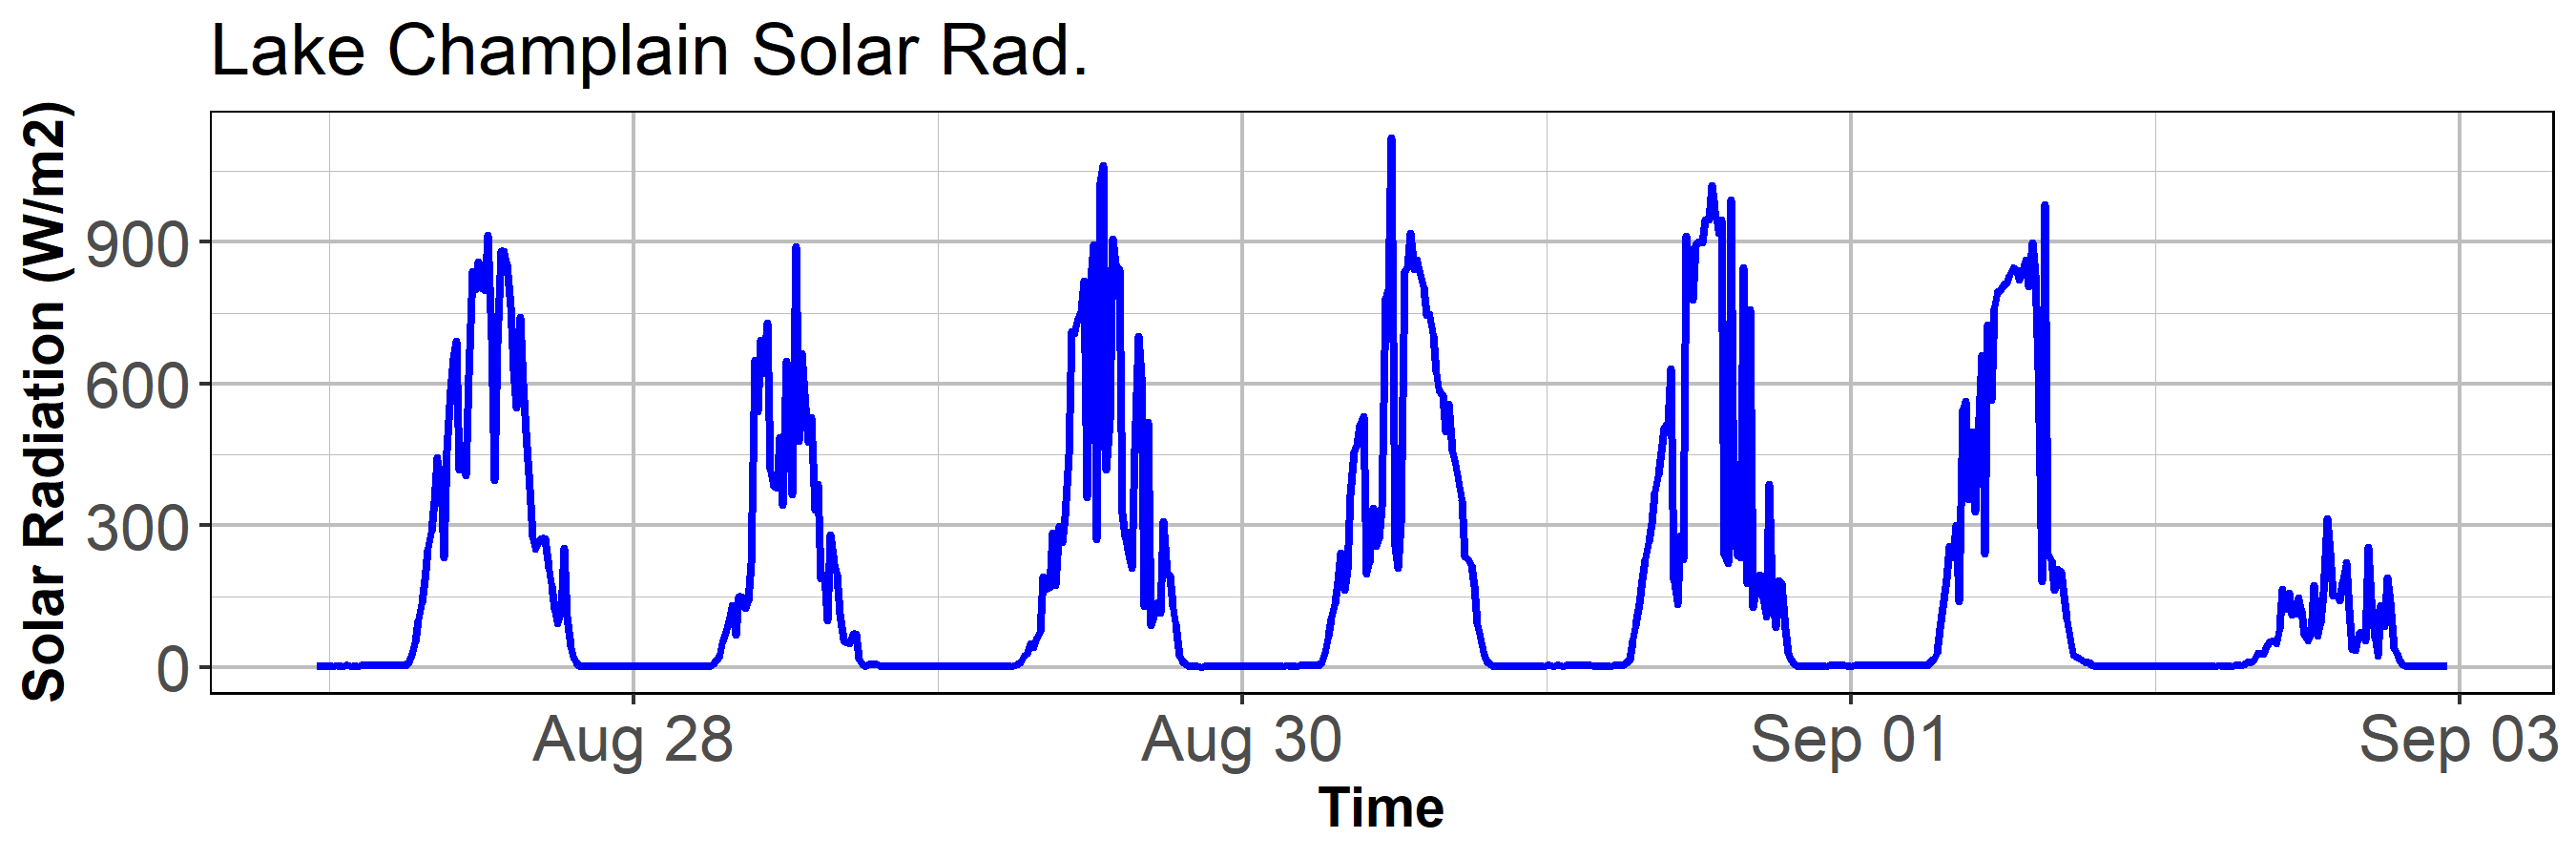 Lake Champlain Solar Rad.
Solar Radiation (W/m2)
900
600
300
0
Aug 28 Aug 30 Sep 01 Sep 03
Time